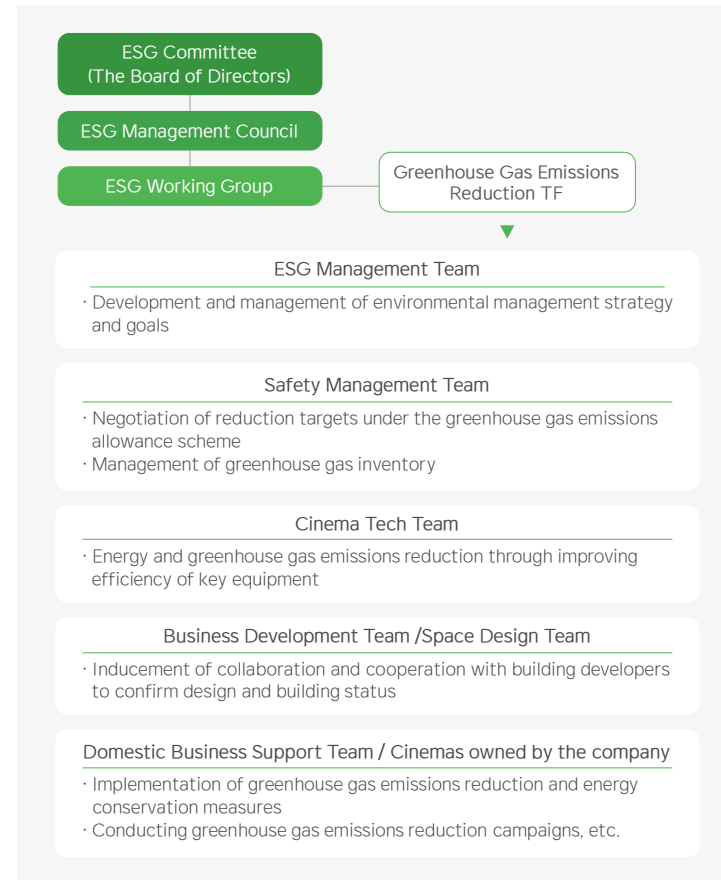 ESG Committee
(The Board of Directors)
ESG Management Council
ESG Working Group
Greenhouse Gas Emissions
Reduction TF
ESG Management Team
· Development and management of environmental management strategy
and goals
Safety Management Team
· Negotiation of reduction targets under the greenhouse gas emissions
allowance scheme
· Management of greenhouse gas inventory
Cinema Tech Team
· Energy and greenhouse gas emissions reduction through improving
efficiency of key equipment
Business Development Team /Space Design Team
· Inducement of collaboration and cooperation with building developers
to confirm design and building status
Domestic Business Support Team / Cinemas owned by the company
· Implementation of greenhouse gas emissions reduction and energy
conservation measures
· Conducting greenhouse gas emissions reduction campaigns, etc.